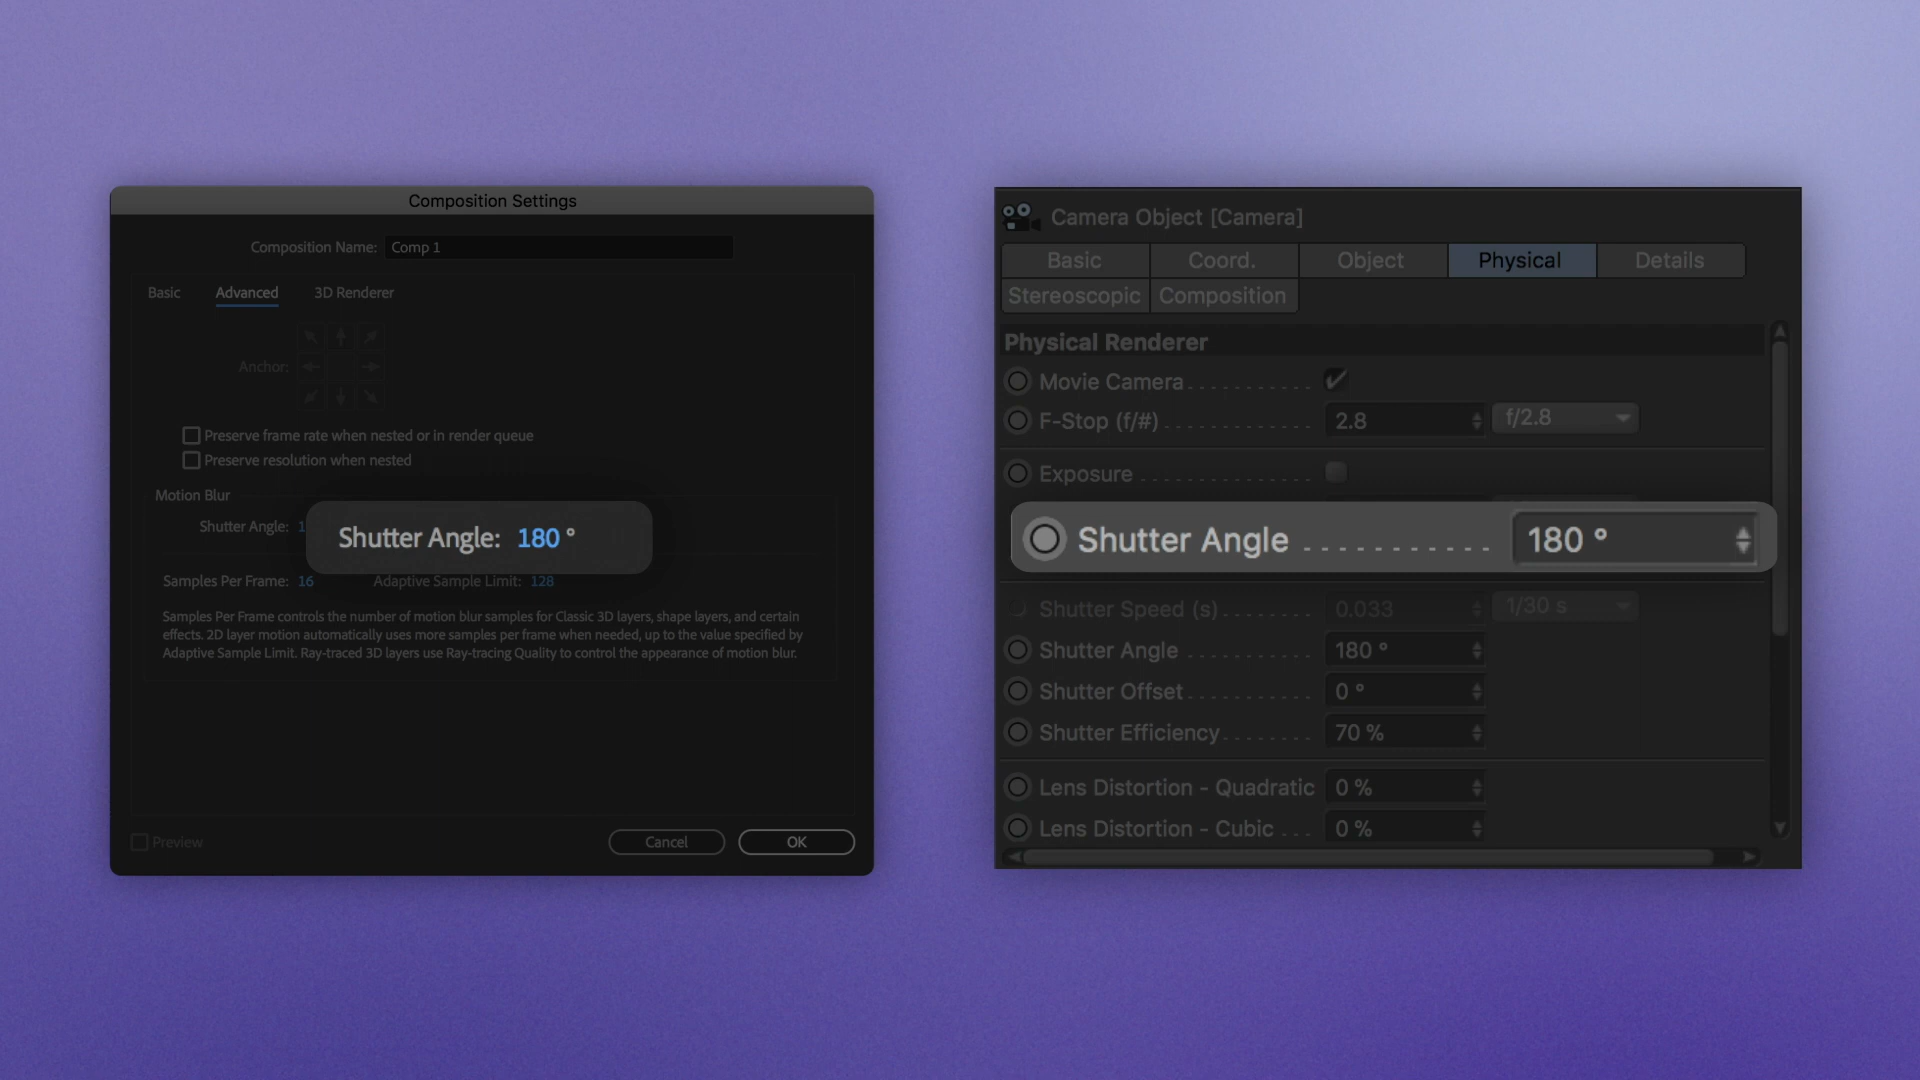 Composition Settings
Composition Name: Comp 1
Basic Advanced 3D Renderer
Anchor:
Preserve frame rate when nested or in render queue
Preserve resolution when nested
Motion Blur
Shutter Angle: 1
Shutter Angle: 180 °
Samples Per Frame: 16 Adaptive Sample Limit: 128
Samples Per Frame controls the number of motion blur samples for Classic 3D layers, shape layers, and certain
effects. 2D layer motion automatically uses more samples per frame when needed, up to the value specified by
Adaptive Sample Limit. Ray-traced 3D layers use Ray-tracing Quality to control the appearance of motion blur.
Preview Cancel OK
Camera Object [Camera]
Basic Coord. Object Physical Details
Stereoscopic Composition
Physical Renderer
Movie Camera
F-Stop (f/#) 2.8 f/2.8
Exposure
Shutter Angle 180 °
Shutter Speed (s) 0.033 1/30 s
Shutter Angle 180 °
Shutter Offset 0 °
Shutter Efficiency 70 %
Lens Distortion - Quadratic 0 %
Lens Distortion - Cubic 0 %